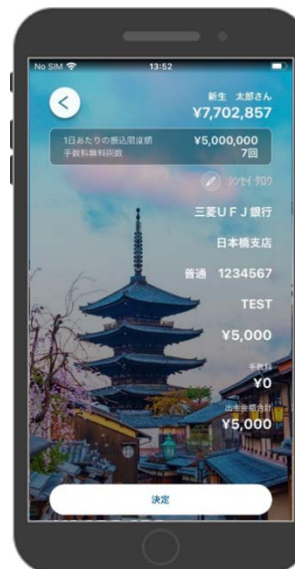 No SIM 13:52
新生 太郎さん
¥7,702,857
1日あたりの振込限度額 ¥5,000,000
手数料無料回数 7回
シンセイ タロウ
三菱UFJ銀行
日本橋支店
普通 1234567
TEST
¥5,000
手数料
¥0
出金金額合計
¥5,000
決定